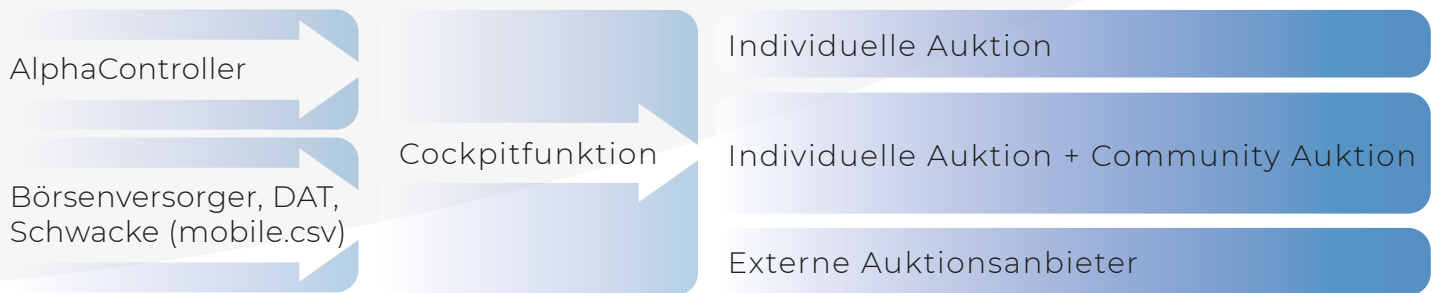 AlphaController
Börsenversorger, DAT,
Schwacke (mobile.csv)
Cockpitfunktion
Individuelle Auktion
Individuelle Auktion + Community Auktion
Externe Auktionsanbieter